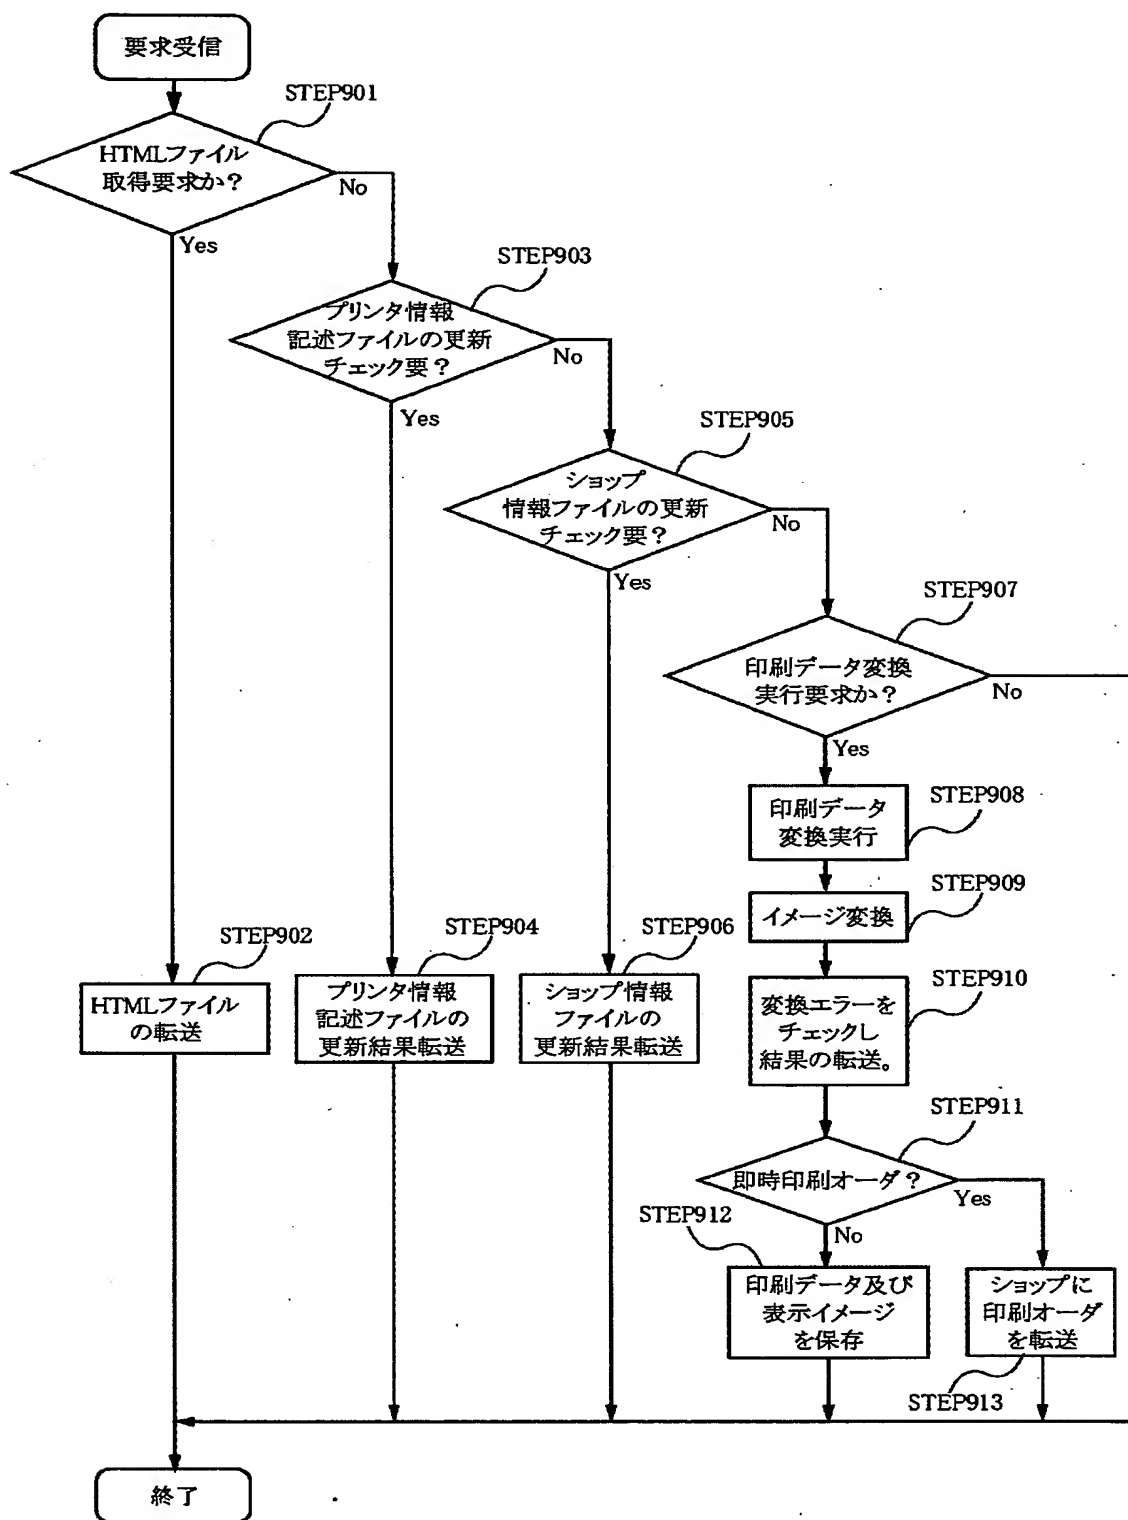 要求受信
STEP901
HTMLファイル
取得要求か?
No
Yes
STEP903
プリンタ情報
記述ファイルの更新
チェック要?
No
Yes
STEP905
ショップ
情報ファイルの更新
チェック要?
No
Yes
STEP907
印刷データ変換
実行要求か?
No
Yes
STEP908
印刷データ
変換実行
STEP909
イメージ変換
STEP902
HTMLファイル
の転送
STEP904
プリンタ情報
記述ファイルの
更新結果転送
STEP906
ショップ情報
ファイルの
更新結果転送
STEP910
変換エラーを
チェックし
結果の転送。
STEP911
即時印刷オーダ?
Yes
No
STEP912
印刷データ及び
表示イメージ
を保存
ショップに
印刷オーダ
を転送
STEP913
終了